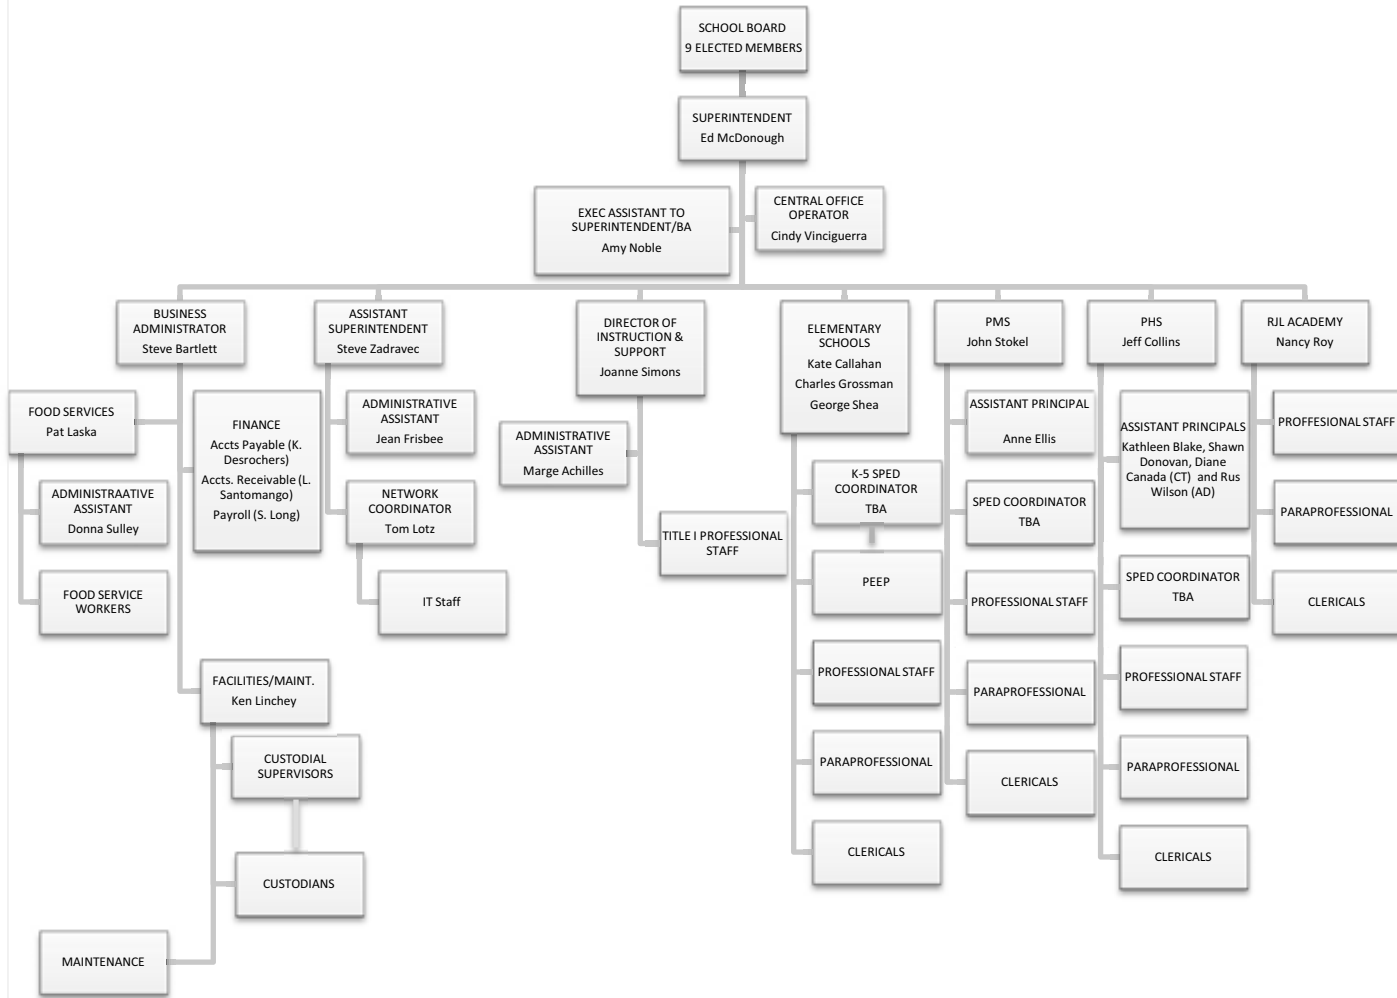 SCHOOL BOARD
9 ELECTED MEMBERS
SUPERINTENDENT
Ed McDonough
EXEC ASSISTANT TO
SUPERINTENDENT/BA
Amy Noble
CENTRAL OFFICE
OPERATOR
Cindy Vinciguerra
BUSINESS
ADMINISTRATOR
Steve Bartlett
FOOD SERVICES
Pat Laska
ADMINISTRAATIVE
ASSISTANT
Donna Sulley
FOOD SERVICE
WORKERS
FINANCE
Accts Payable (K.
Desrochers)
Accts. Receivable (L.
Santomango)
Payroll (S. Long)
FACILITIES/MAINT.
Ken Linchey
CUSTODIAL
SUPERVISORS
CUSTODIANS
MAINTENANCE
ASSISTANT
SUPERINTENDENT
Steve Zadravec
ADMINISTRATIVE
ASSISTANT
Jean Frisbee
NETWORK
COORDINATOR
Tom Lotz
IT Staff
DIRECTOR OF
INSTRUCTION &
SUPPORT
Joanne Simons
ADMINISTRATIVE
ASSISTANT
Marge Achilles
TITLE I PROFESSIONAL
STAFF
ELEMENTARY
SCHOOLS
Kate Callahan
Charles Grossman
George Shea
K-5 SPED
COORDINATOR
TBA
PEEP
PROFESSIONAL STAFF
PARAPROFESSIONAL
CLERICALS
PMS
John Stokel
ASSISTANT PRINCIPAL
Anne Ellis
SPED COORDINATOR
TBA
PROFESSIONAL STAFF
PARAPROFESSIONAL
CLERICALS
PHS
Jeff Collins
ASSISTANT PRINCIPALS
Kathleen Blake, Shawn
Donovan, Diane
Canada (CT) and Rus
Wilson (AD)
SPED COORDINATOR
TBA
PROFESSIONAL STAFF
PARAPROFESSIONAL
CLERICALS
RJL ACADEMY
Nancy Roy
PROFFESIONAL STAFF
PARAPROFESSIONAL
CLERICALS